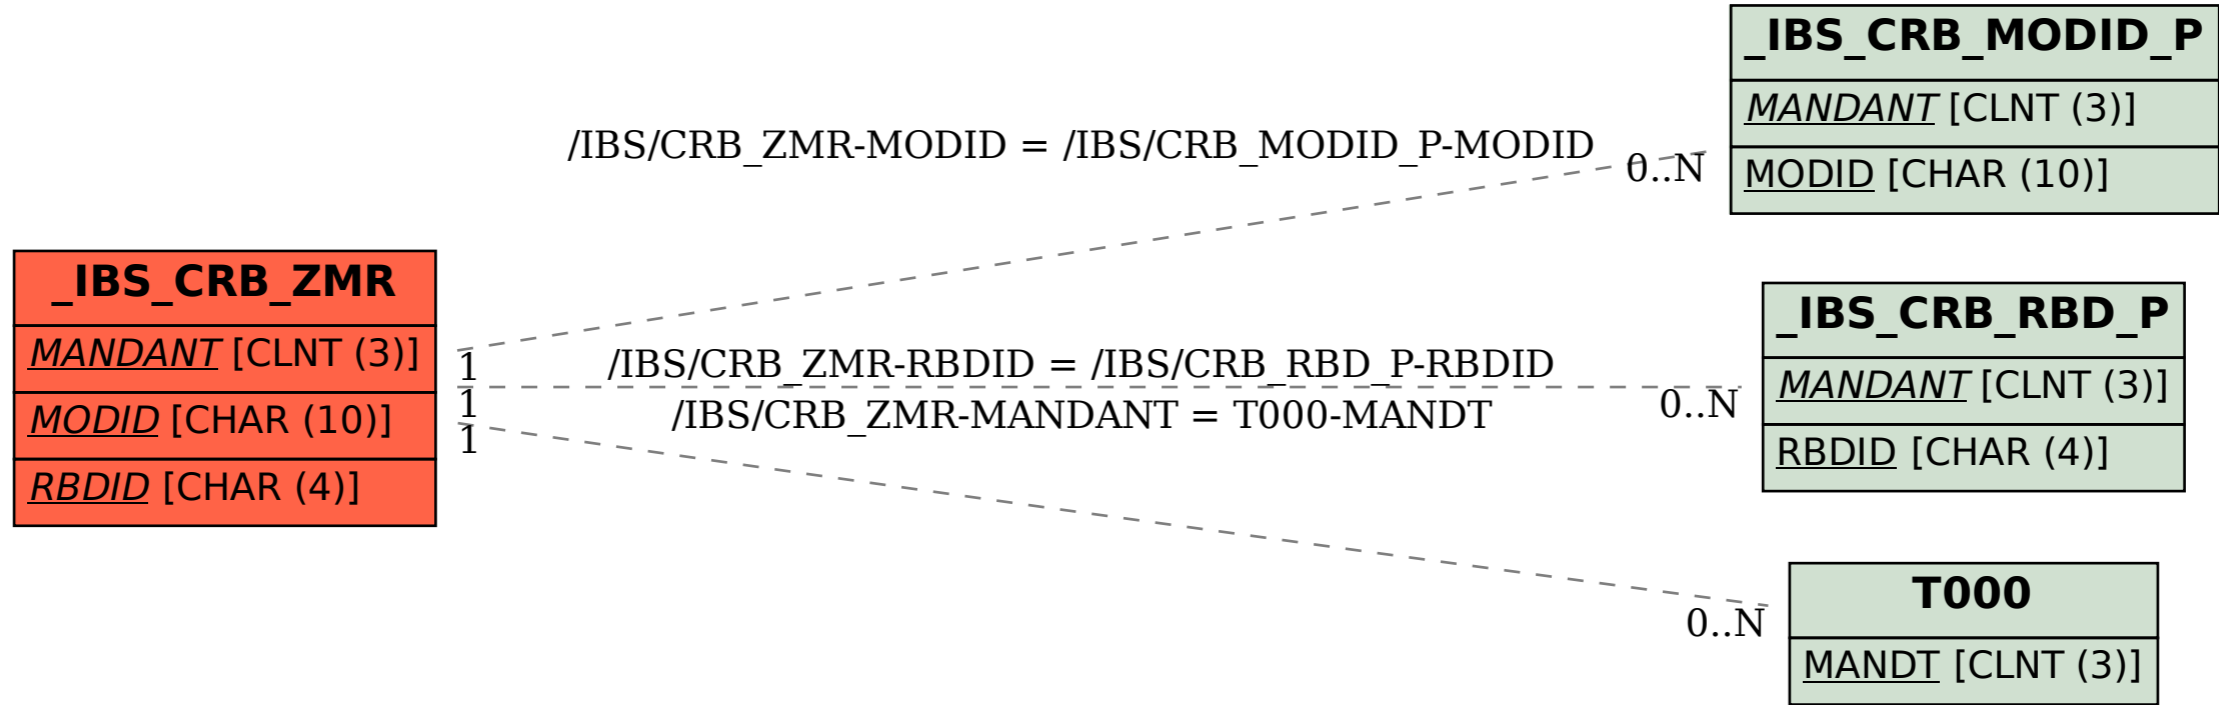 _IBS_CRB_MODID_P
MANDANT [CLNT (3)]
MODID [CHAR (10)]
/IBS/CRB_ZMR-MODID = /IBS/CRB_MODID_P-MODID
0..N
_IBS_CRB_ZMR
MANDANT [CLNT (3)]
MODID [CHAR (10)]
RBDID [CHAR (4)]
1
1
1
/IBS/CRB_ZMR-RBDID = /IBS/CRB_RBD_P-RBDID
/IBS/CRB_ZMR-MANDANT = T000-MANDT
0..N
_IBS_CRB_RBD_P
MANDANT [CLNT (3)]
RBDID [CHAR (4)]
0..N
T000
MANDT [CLNT (3)]